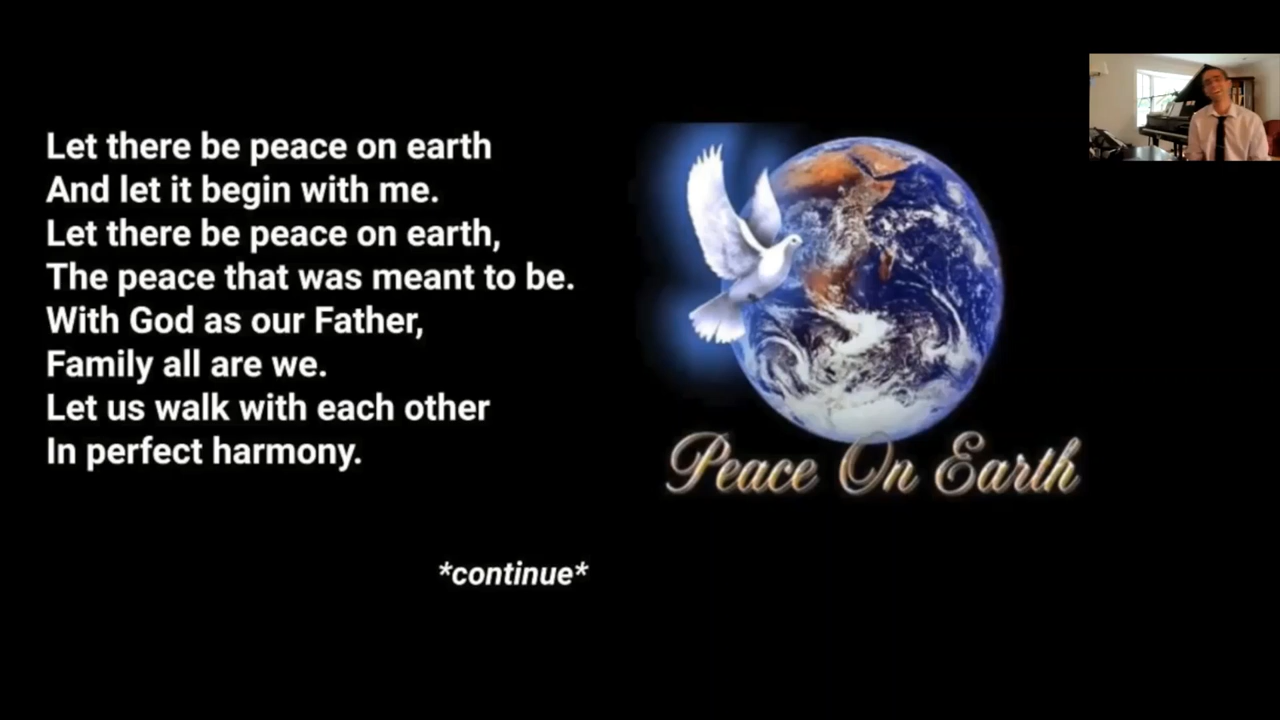 Let there be peace on earth
And let it begin with me.
Let there be peace on earth,
The peace that was meant to be.
With God as our Father,
Family all are we.
Let us walk with each other
In perfect harmony.
Peace On Earth
*continue*